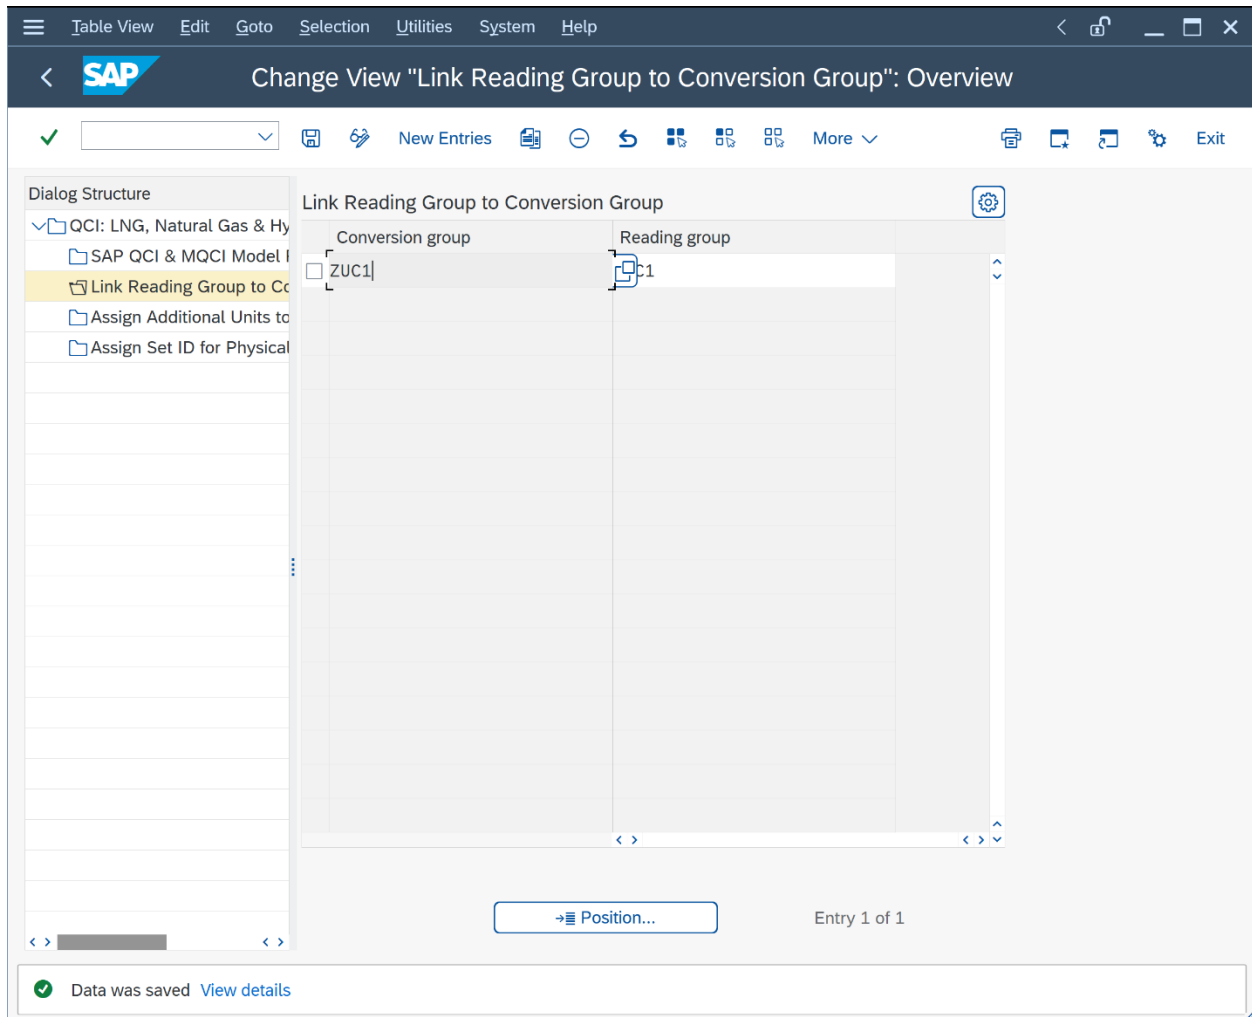 Table View Edit Goto Selection Utilities System Help
SAP Change View "Link Reading Group to Conversion Group": Overview
New Entries More Exit
Dialog Structure
QCI: LNG, Natural Gas & Hy
SAP QCI & MQCI Model
Link Reading Group to Co
Assign Additional Units to
Assign Set ID for Physical
Link Reading Group to Conversion Group
Conversion group Reading group
ZUC1 C1
Position... Entry 1 of 1
Data was saved View details